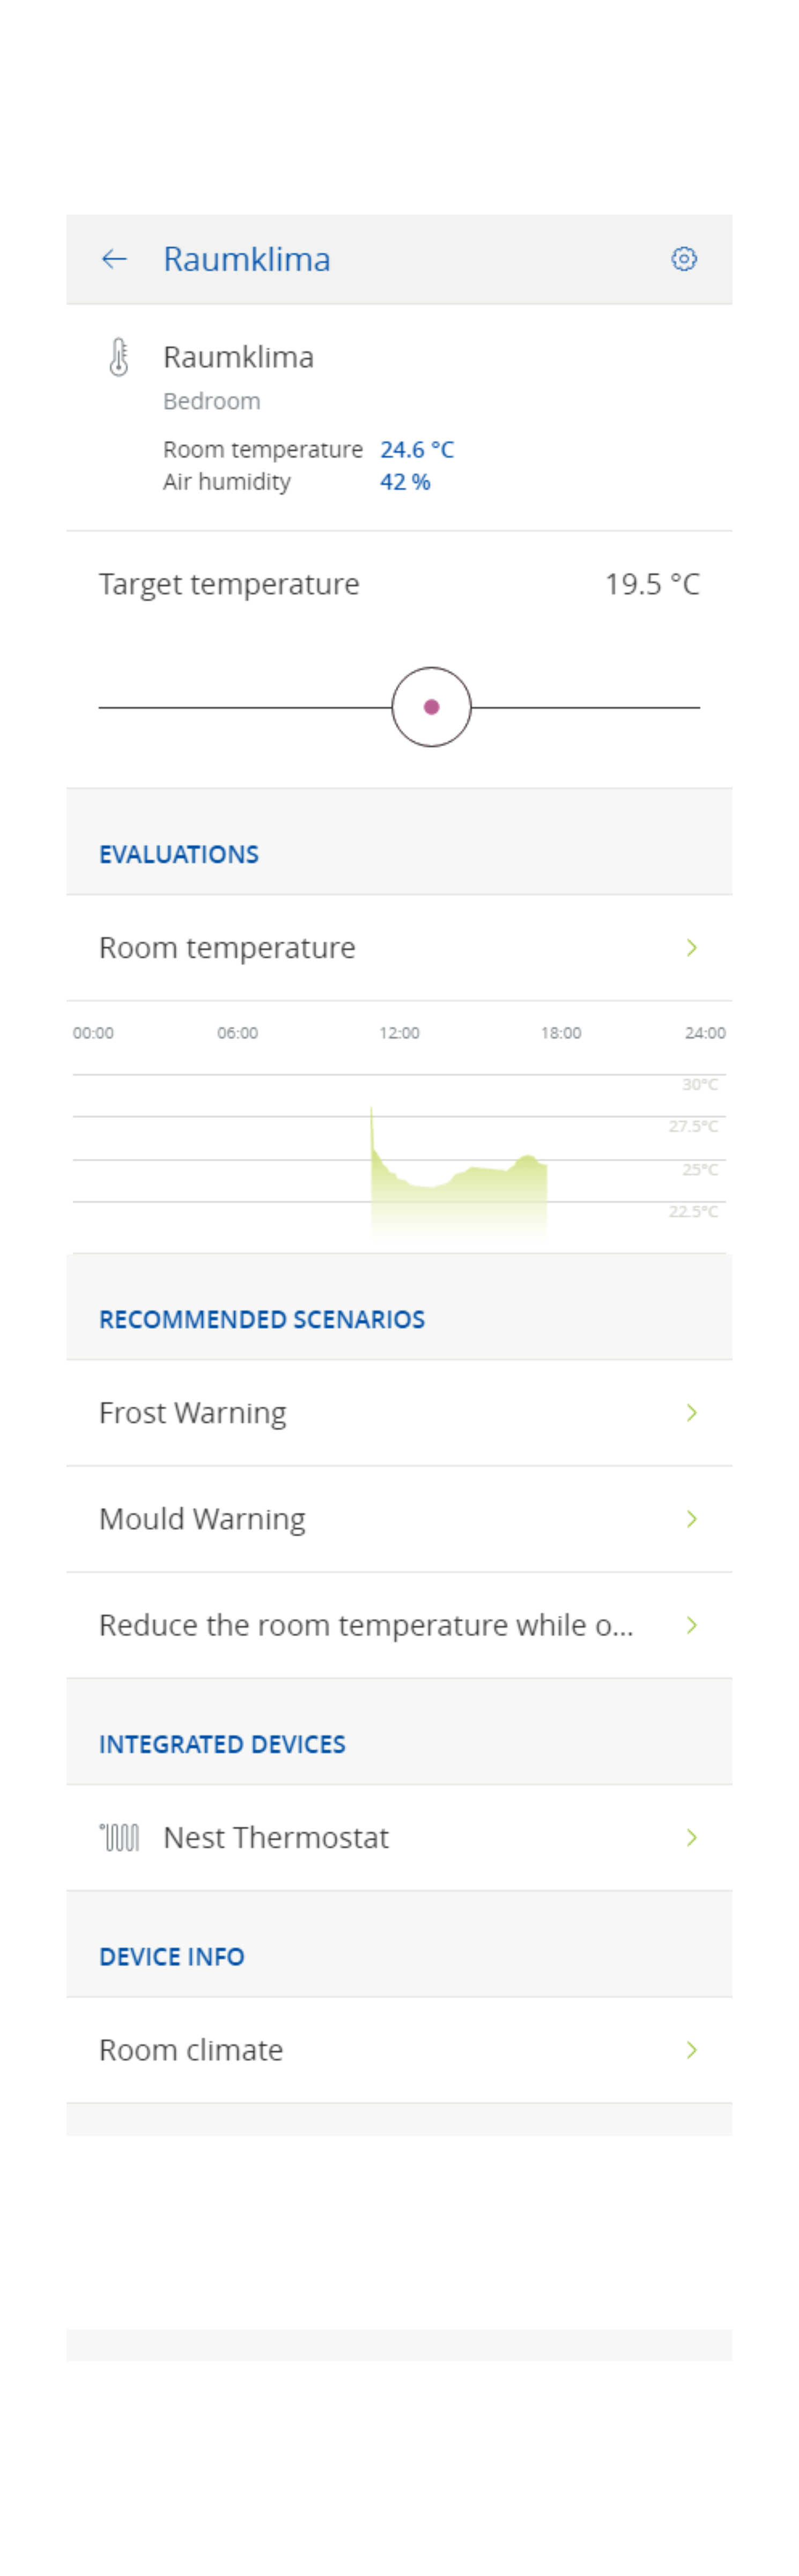 Raumklima
Raumklima
Bedroom
Room temperature 24.6 °C
Air humidity 42 %
Target temperature 19.5 °C
EVALUATIONS
Room temperature
00:00 06:00 12:00 18:00 24:00
30°C
27.5°C
25°C
22.5°C
RECOMMENDED SCENARIOS
Frost Warning
Mould Warning
Reduce the room temperature while o...
INTEGRATED DEVICES
Nest Thermostat
DEVICE INFO
Room climate